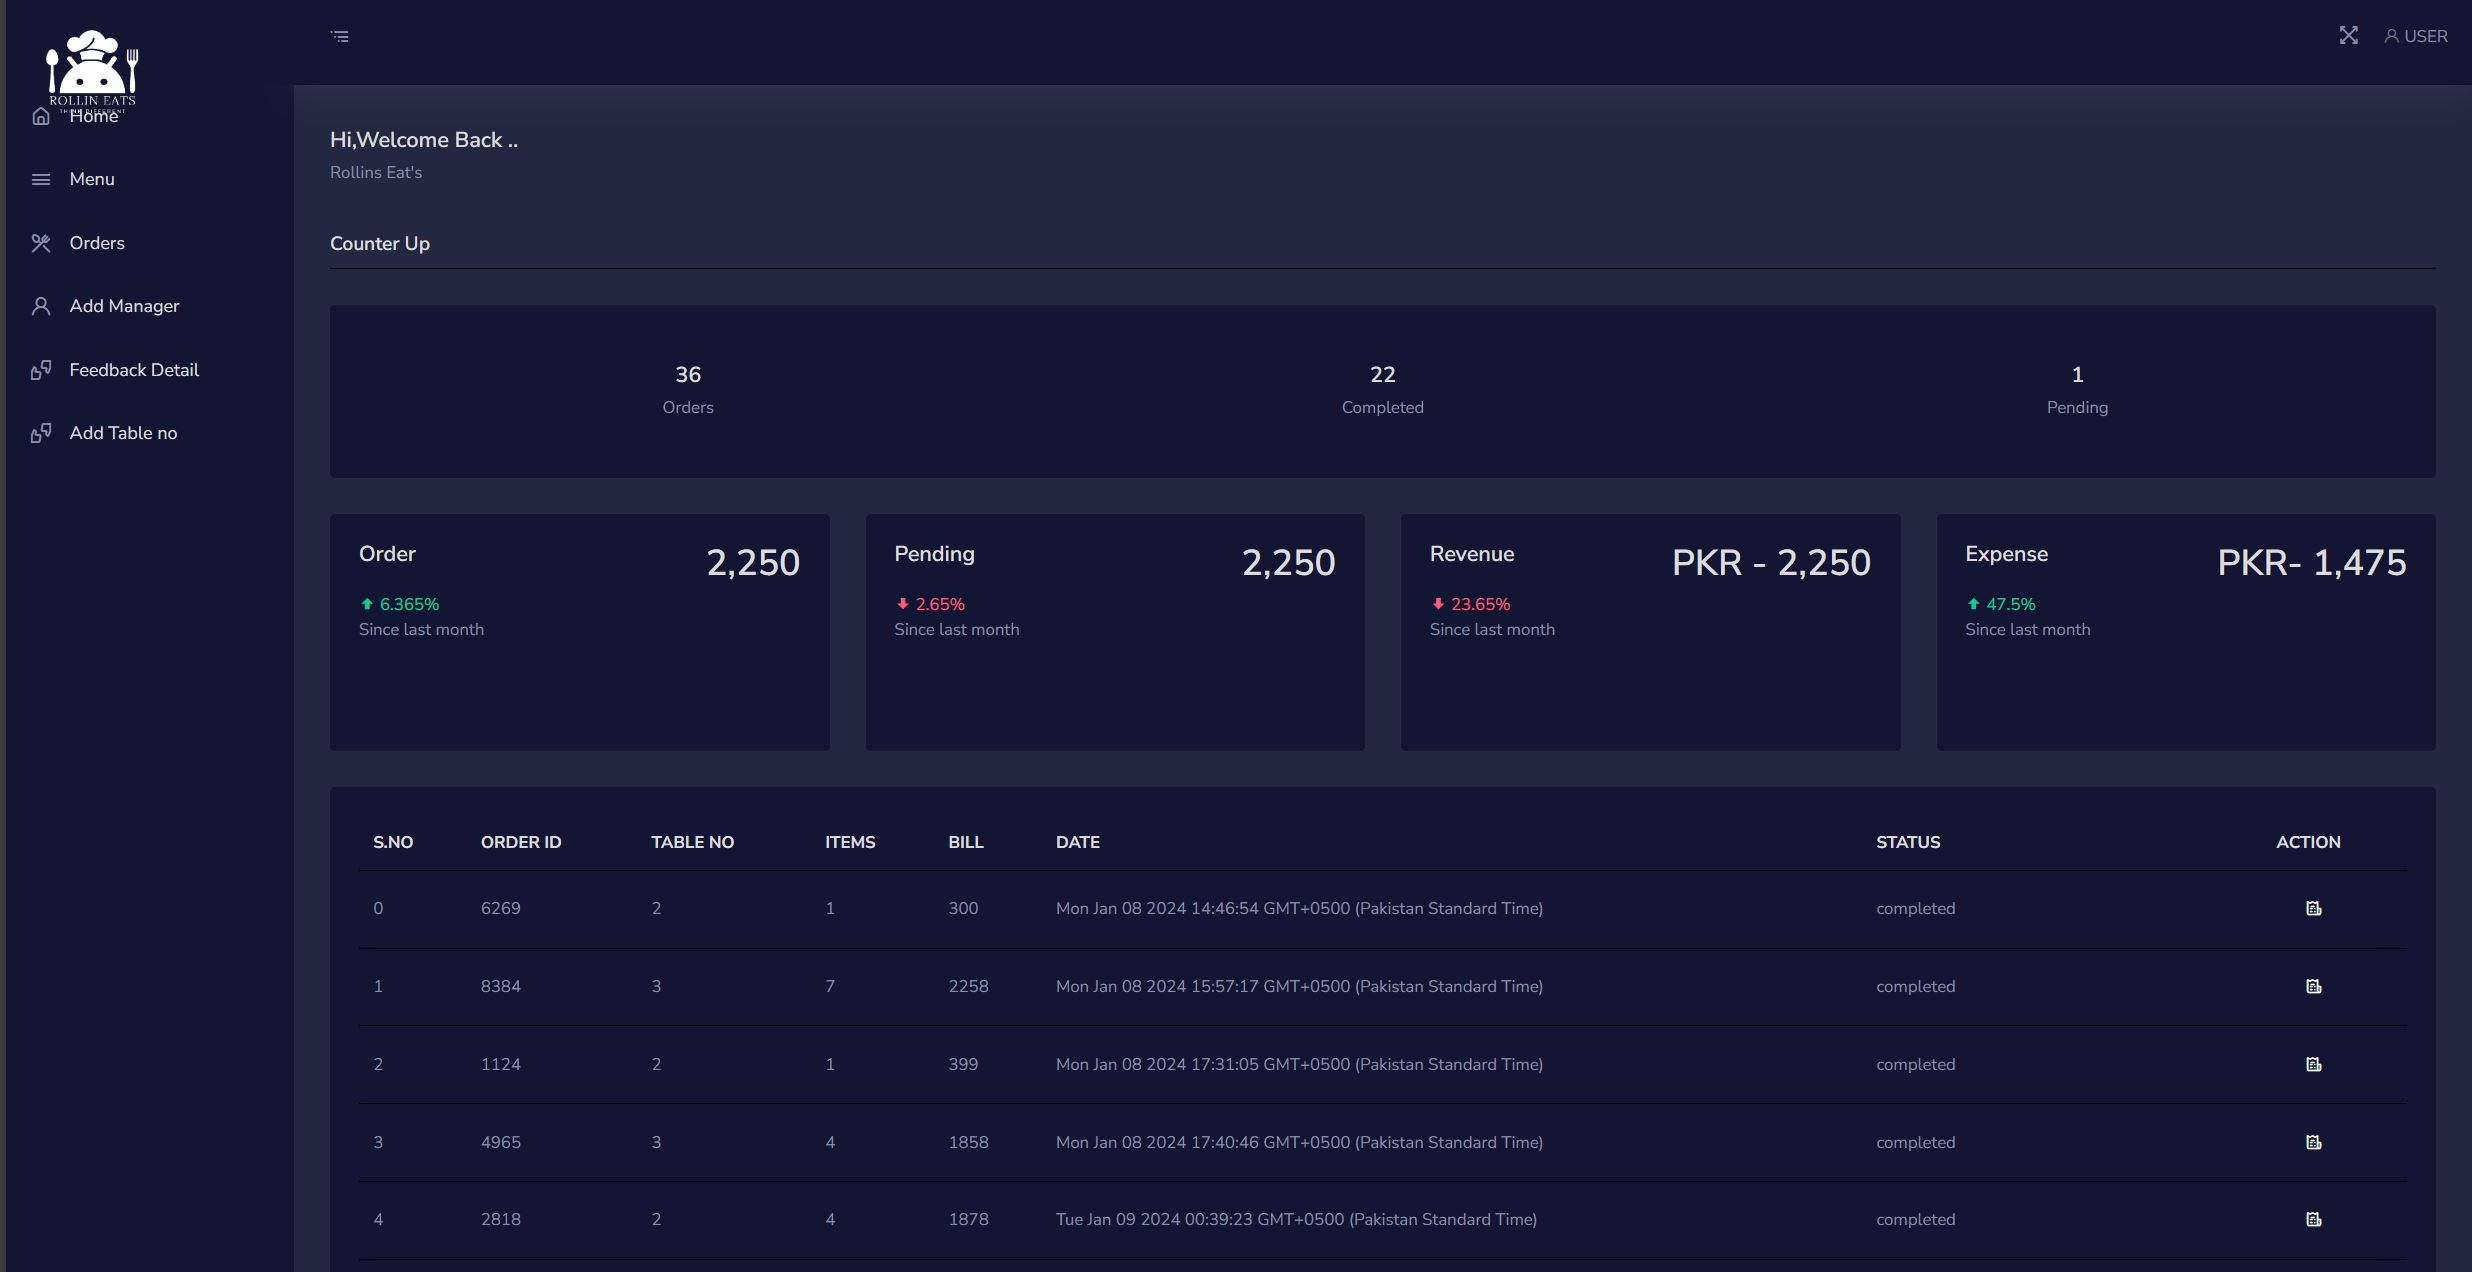 ROLLIN EATS
USER
Home
Menu
Orders
Add Manager
Feedback Detail
Add Table no
Hi,Welcome Back ..
Rollins Eat's
Counter Up
36 22 1
Orders Completed Pending
Order 2,250
6.365%
Since last month
Pending 2,250
2.65%
Since last month
Revenue PKR - 2,250
23.65%
Since last month
Expense PKR- 1,475
47.5%
Since last month
S.NO ORDER ID TABLE NO ITEMS BILL DATE STATUS ACTION
0 6269 2 1 300 Mon Jan 08 2024 14:46:54 GMT+0500 (Pakistan Standard Time) completed
1 8384 3 7 2258 Mon Jan 08 2024 15:57:17 GMT+0500 (Pakistan Standard Time) completed
2 1124 2 1 399 Mon Jan 08 2024 17:31:05 GMT+0500 (Pakistan Standard Time) completed
3 4965 3 4 1858 Mon Jan 08 2024 17:40:46 GMT+0500 (Pakistan Standard Time) completed
4 2818 2 4 1878 Tue Jan 09 2024 00:39:23 GMT+0500 (Pakistan Standard Time) completed